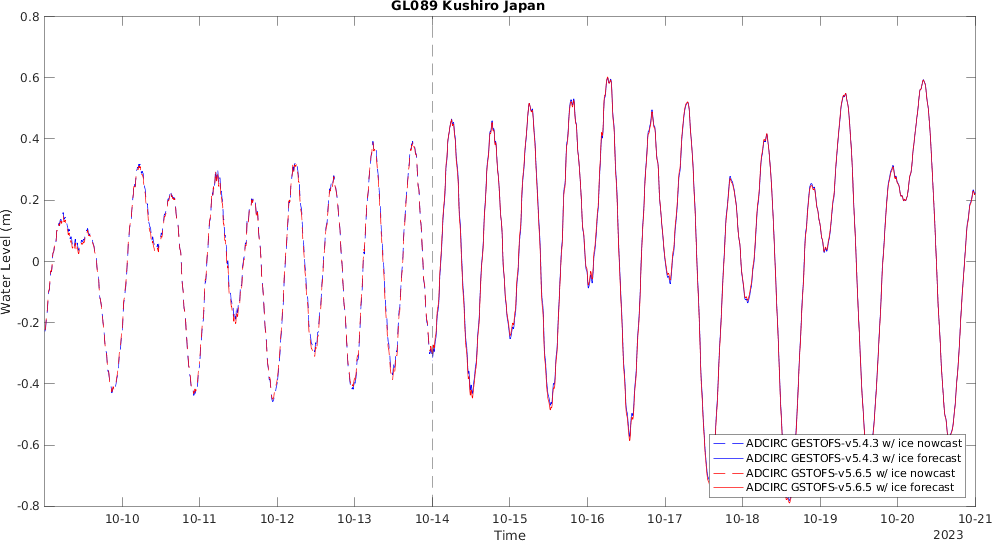 GL089 Kushiro Japan
0.8
0.6
0.4
0.2
0
-0.2
-0.4
-0.6
-0.8
Water Level (m)
ADCIRC GESTOFS-v5.4.3 w/ ice nowcast
ADCIRC GESTOFS-v5.4.3 w/ ice forecast
ADCIRC GSTOFS-v5.6.5 w/ ice nowcast
ADCIRC GSTOFS-v5.6.5 w/ ice forecast
10-10 10-11 10-12 10-13 10-14 10-15 10-16 10-17 10-18 10-19 10-20 10-21
Time
2023